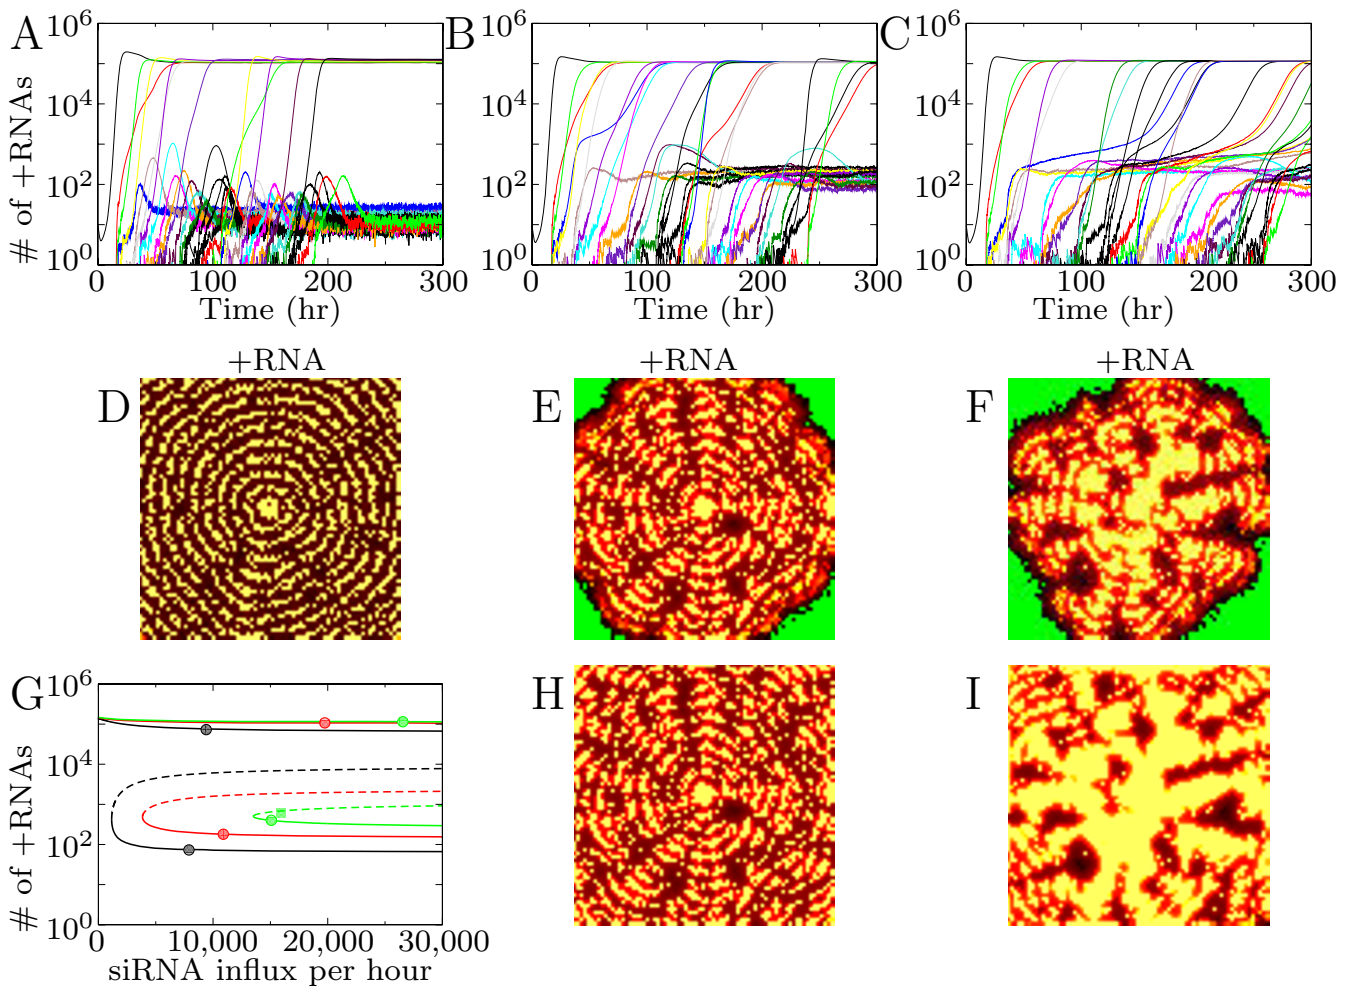 A B C
# of +RNAs
10^6 10^4 10^2 10^0
0 100 200 300
Time (hr)
10^6 10^4 10^2 10^0
0 100 200 300
Time (hr)
10^6 10^4 10^2 10^0
0 100 200 300
Time (hr)
+RNA +RNA +RNA
D E F
G H I
# of +RNAs
10^6 10^4 10^2 10^0
0 10,000 20,000 30,000
siRNA influx per hour